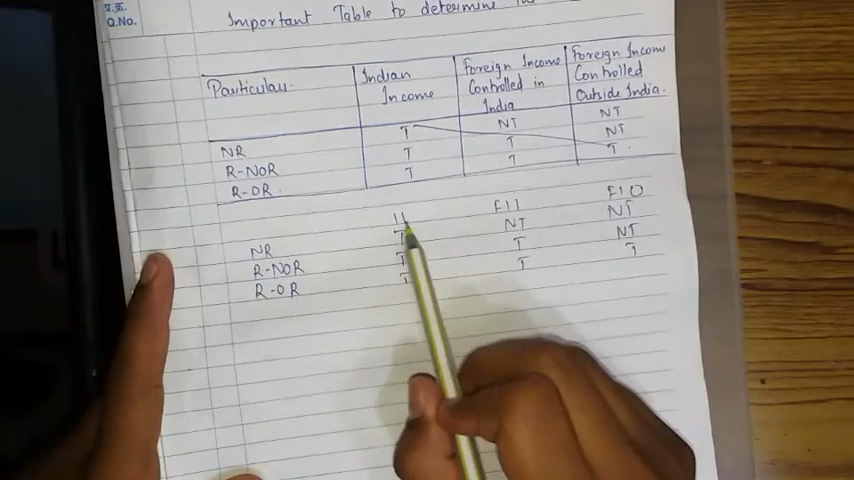 प्र.क्र.
Q.No.
Important Table to determine the
Particulars Indian Income Foreign Income Controlled in India Foreign Income Controlled Outside India.
NR T NT NT
R-NOR T T NT
R-OR T T T
II FII FIO
NR T NT NT
R-NOR T T NT
R-OR T T T